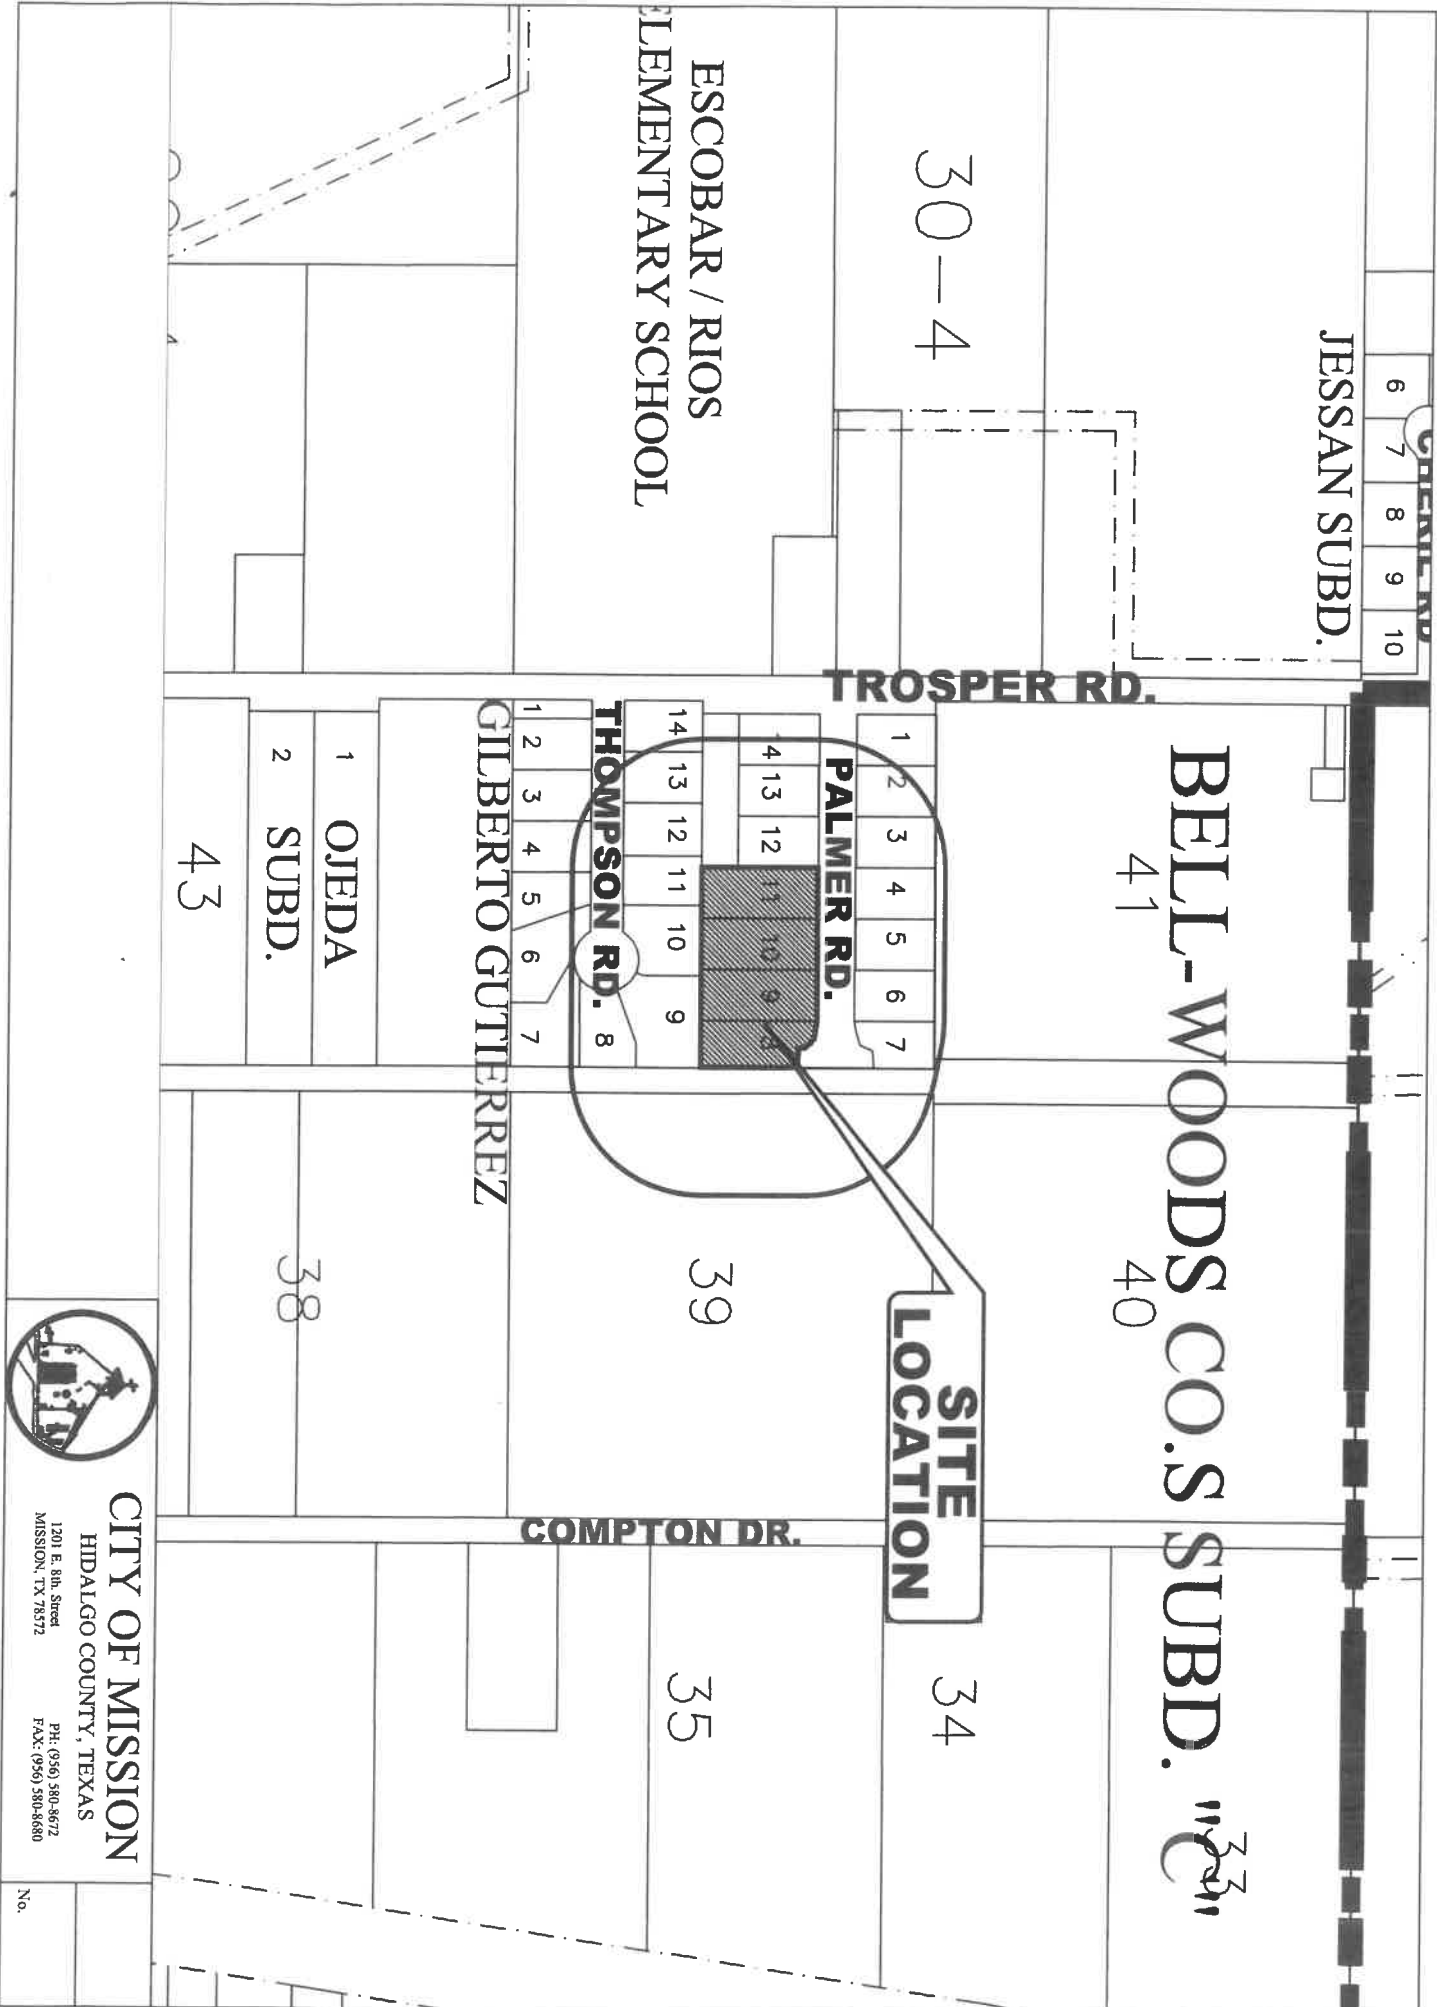 CHERIE RD
6
7
8
9
10
JESSAN SUBD.
30-4
ESCOBAR / RIOS
ELEMENTARY SCHOOL
TROSPER RD.
BELL-WOODS CO.S SUBD. "C"
41
40
33
PALMER RD.
1
2
3
4
5
6
7
14
13
12
11
10
9
8
SITE
LOCATION
14
13
12
11
10
9
THOMPSON RD.
8
1
2
3
4
5
6
7
GILBERTO GUTIERREZ
1 OJEDA
2 SUBD.
43
39
38
COMPTON DR.
34
35
CITY OF MISSION
HIDALGO COUNTY, TEXAS
1201 E. 8th. Street PH: (956) 580-8672
MISSION, TX 78572 FAX: (956) 580-8680
No.